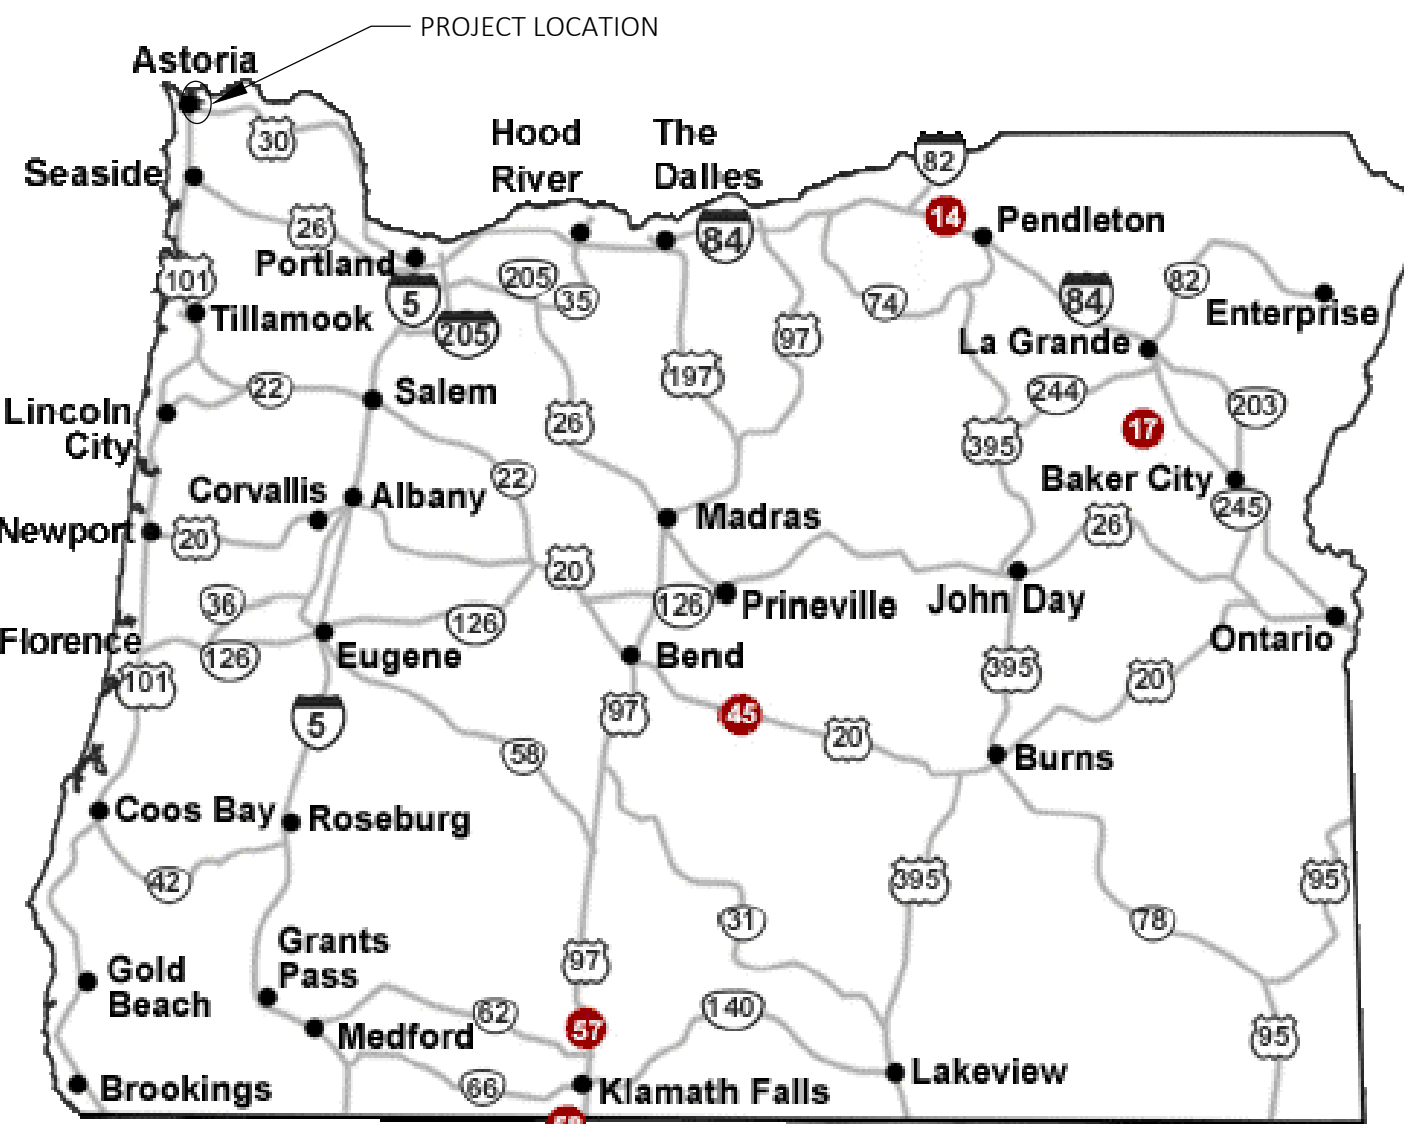 PROJECT LOCATION
Astoria
30
Hood
River
The
Dalles
82
Seaside
14
Pendleton
26
84
Portland
101
5
205
35
205
74
97
84
82
Enterprise
Tillamook
La Grande
197
22
Salem
26
244
203
Lincoln
City
395
17
22
Baker City
Corvallis
Albany
245
Newport
20
Madras
26
20
36
126
126
Prineville
John Day
Florence
126
Eugene
Bend
Ontario
101
395
20
5
97
45
20
58
Burns
Coos Bay
Roseburg
42
395
95
31
78
Grants
Pass
97
Gold
Beach
62
57
140
Medford
95
Brookings
66
Klamath Falls
Lakeview